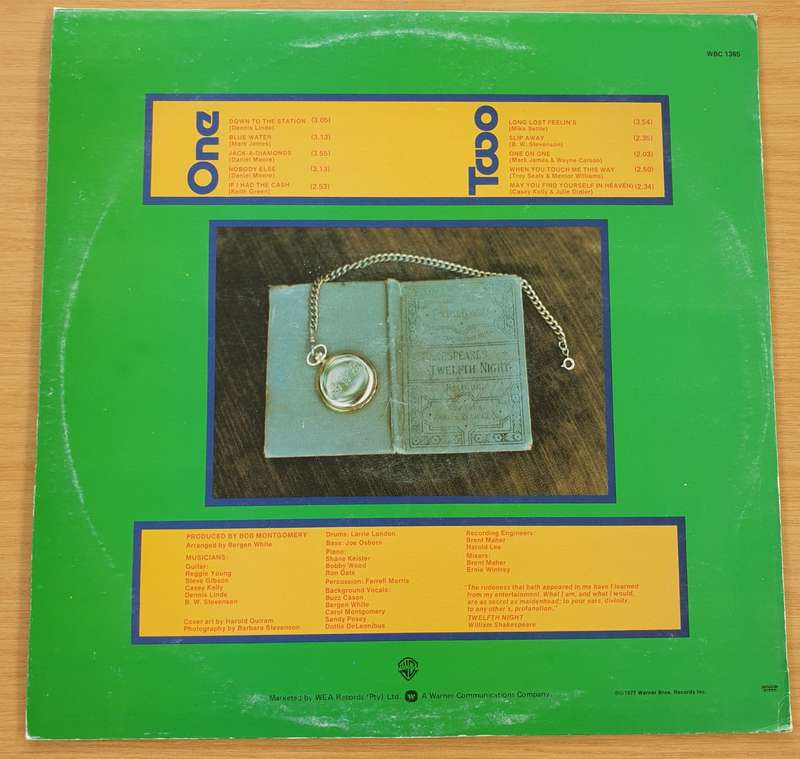 WBC 1365
One
DOWN TO THE STATION (3.05)
(Dennis Linde)
BLUE WATER (3.13)
(Mark James)
JACK-A-DIAMONDS (3.55)
(Daniel Moore)
NOBODY ELSE (3.13)
(Daniel Moore)
IF I HAD THE CASH (2.53)
(Keith Green)
Two
LONG LOST FEELIN'S (3.54)
(Mike Settle)
SLIP AWAY (2.35)
(B. W. Stevenson)
ONE ON ONE (2.03)
(Mark James & Wayne Carson)
WHEN YOU TOUCH ME THIS WAY (2.50)
(Troy Seals & Mentor Williams)
MAY YOU FIND YOURSELF IN HEAVEN) (2.34)
(Casey Kelly & Julie Didier)
TWELFTH NIGHT
PRODUCED BY BOB MONTGOMERY
Arranged by Bergen White
MUSICIANS:
Guitar:
Reggie Young
Steve Gibson
Casey Kelly
Dennis Linde
B. W. Stevenson
Cover art by Harold Quiram
Photography by Barbara Stevenson
Drums: Larrie London
Bass: Joe Osborn
Piano:
Shane Keister
Bobby Wood
Ron Oats
Percussion: Farrell Morris
Background Vocals:
Buzz Cason
Bergen White
Carol Montgomery
Sandy Posey
Dottie DeLeonibus
Recording Engineers:
Brent Maher
Harold Lee
Mixers:
Brent Maher
Ernie Winfrey
"The rudeness that hath appeared in me have I learned
from my entertainment. What I am, and what I would,
are as secret as maidenhead; to your ears, divinity,
to any other's, profanation."
TWELFTH NIGHT
William Shakespeare
Marketed by WEA Records (Pty) Ltd. W A Warner Communications Company.
©℗ 1977 Warner Bros. Records Inc.